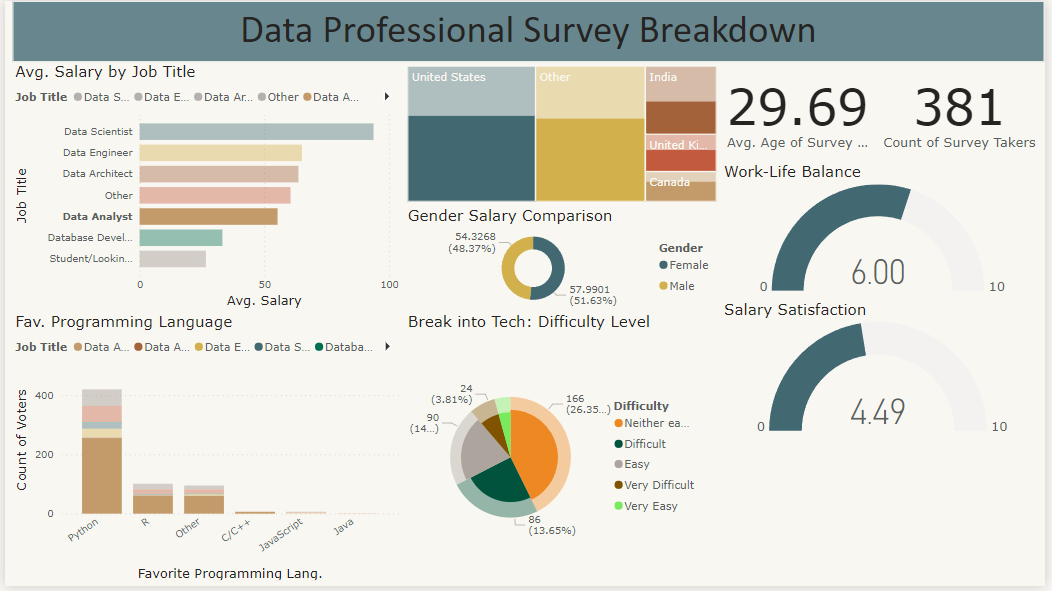 Data Professional Survey Breakdown
Avg. Salary by Job Title
Job Title Data S... Data E... Data Ar... Other Data A...
Job Title
Data Scientist
Data Engineer
Data Architect
Other
Data Analyst
Database Devel...
Student/Lookin...
0 50 100
Avg. Salary
United States
Other
India
United Ki...
Canada
29.69
Avg. Age of Survey ...
381
Count of Survey Takers
Gender Salary Comparison
54.3268
(48.37%)
57.9901
(51.63%)
Gender
Female
Male
Work-Life Balance
6.00
0 10
Salary Satisfaction
4.49
0 10
Fav. Programming Language
Job Title Data A... Data A... Data E... Data S... Databa...
Count of Voters
400
200
0
Python R Other C/C++ JavaScript Java
Favorite Programming Lang.
Break into Tech: Difficulty Level
24
(3.81%)
166
(26.35...)
90
(14...)
86
(13.65%)
Difficulty
Neither ea...
Difficult
Easy
Very Difficult
Very Easy